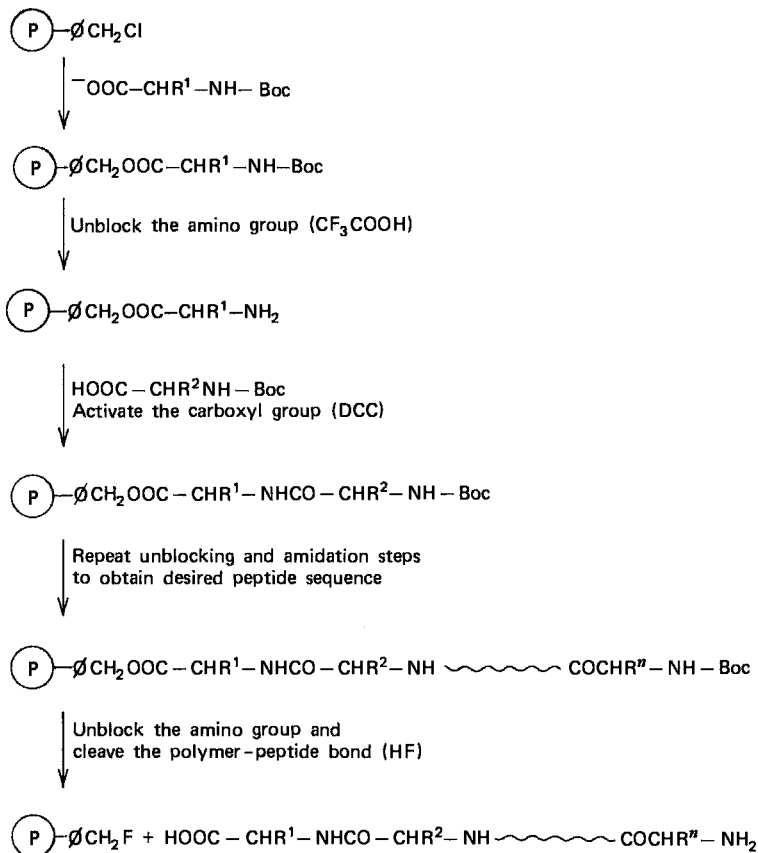 P–ØCH₂Cl
⁻OOC–CHR¹–NH–Boc
P–ØCH₂OOC–CHR¹–NH–Boc
Unblock the amino group (CF₃COOH)
P–ØCH₂OOC–CHR¹–NH₂
HOOC–CHR²NH–Boc
Activate the carboxyl group (DCC)
P–ØCH₂OOC–CHR¹–NHCO–CHR²–NH–Boc
Repeat unblocking and amidation steps
to obtain desired peptide sequence
P–ØCH₂OOC–CHR¹–NHCO–CHR²–NH COCHRⁿ–NH–Boc
Unblock the amino group and
cleave the polymer-peptide bond (HF)
P–ØCH₂F + HOOC–CHR¹–NHCO–CHR²–NH COCHRⁿ–NH₂